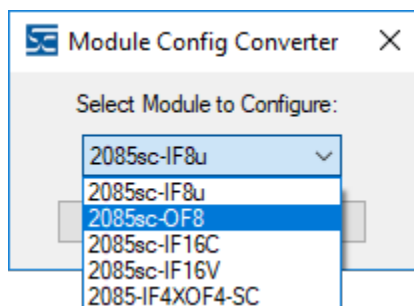 SC Module Config Converter
Select Module to Configure:
2085sc-IF8u
2085sc-IF8u
2085sc-OF8
2085sc-IF16C
2085sc-IF16V
2085-IF4XOF4-SC